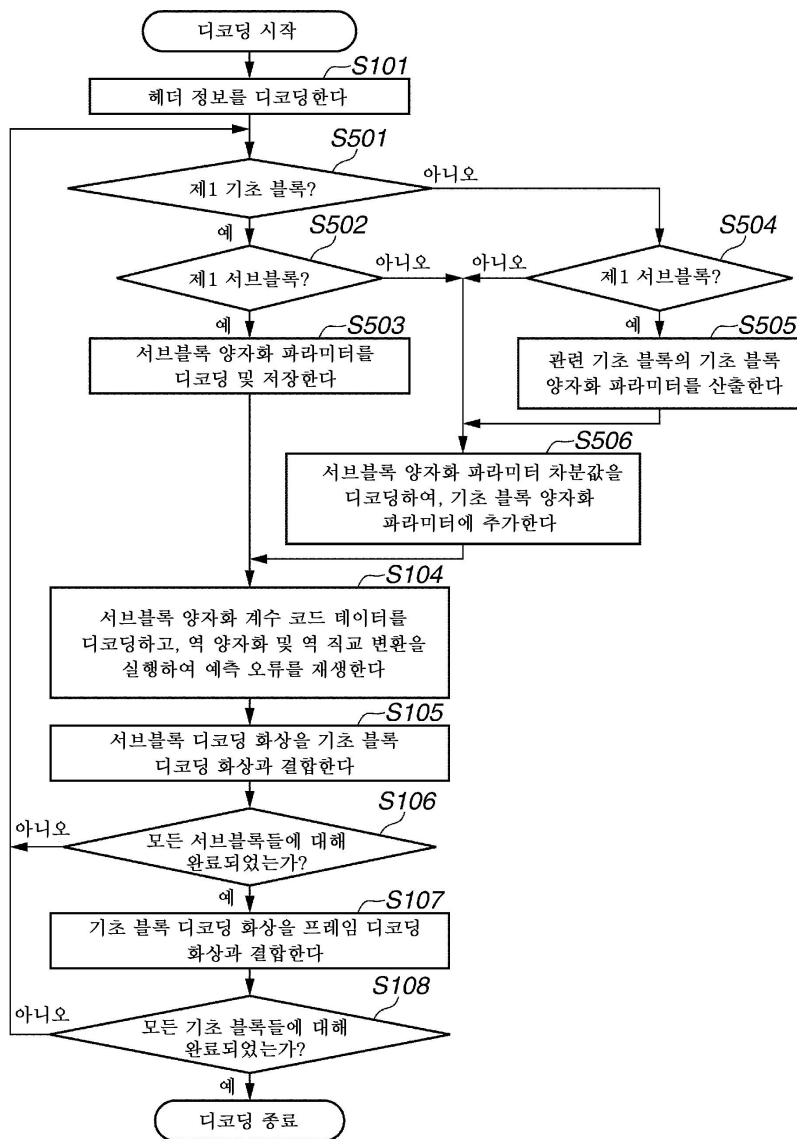 디코딩 시작
S101
헤더 정보를 디코딩한다
S501
제1 기초 블록?
아니오
예
S502
제1 서브블록?
아니오
아니오
S504
제1 서브블록?
예
S503
서브블록 양자화 파라미터를
디코딩 및 저장한다
예
S505
관련 기초 블록의 기초 블록
양자화 파라미터를 산출한다
S506
서브블록 양자화 파라미터 차분값을
디코딩하여, 기초 블록 양자화
파라미터에 추가한다
S104
서브블록 양자화 계수 코드 데이터를
디코딩하고, 역 양자화 및 역 직교 변환을
실행하여 예측 오류를 재생한다
S105
서브블록 디코딩 화상을 기초 블록
디코딩 화상과 결합한다
S106
아니오
모든 서브블록들에 대해
완료되었는가?
예
S107
기초 블록 디코딩 화상을 프레임 디코딩
화상과 결합한다
S108
아니오
모든 기초 블록들에 대해
완료되었는가?
예
디코딩 종료